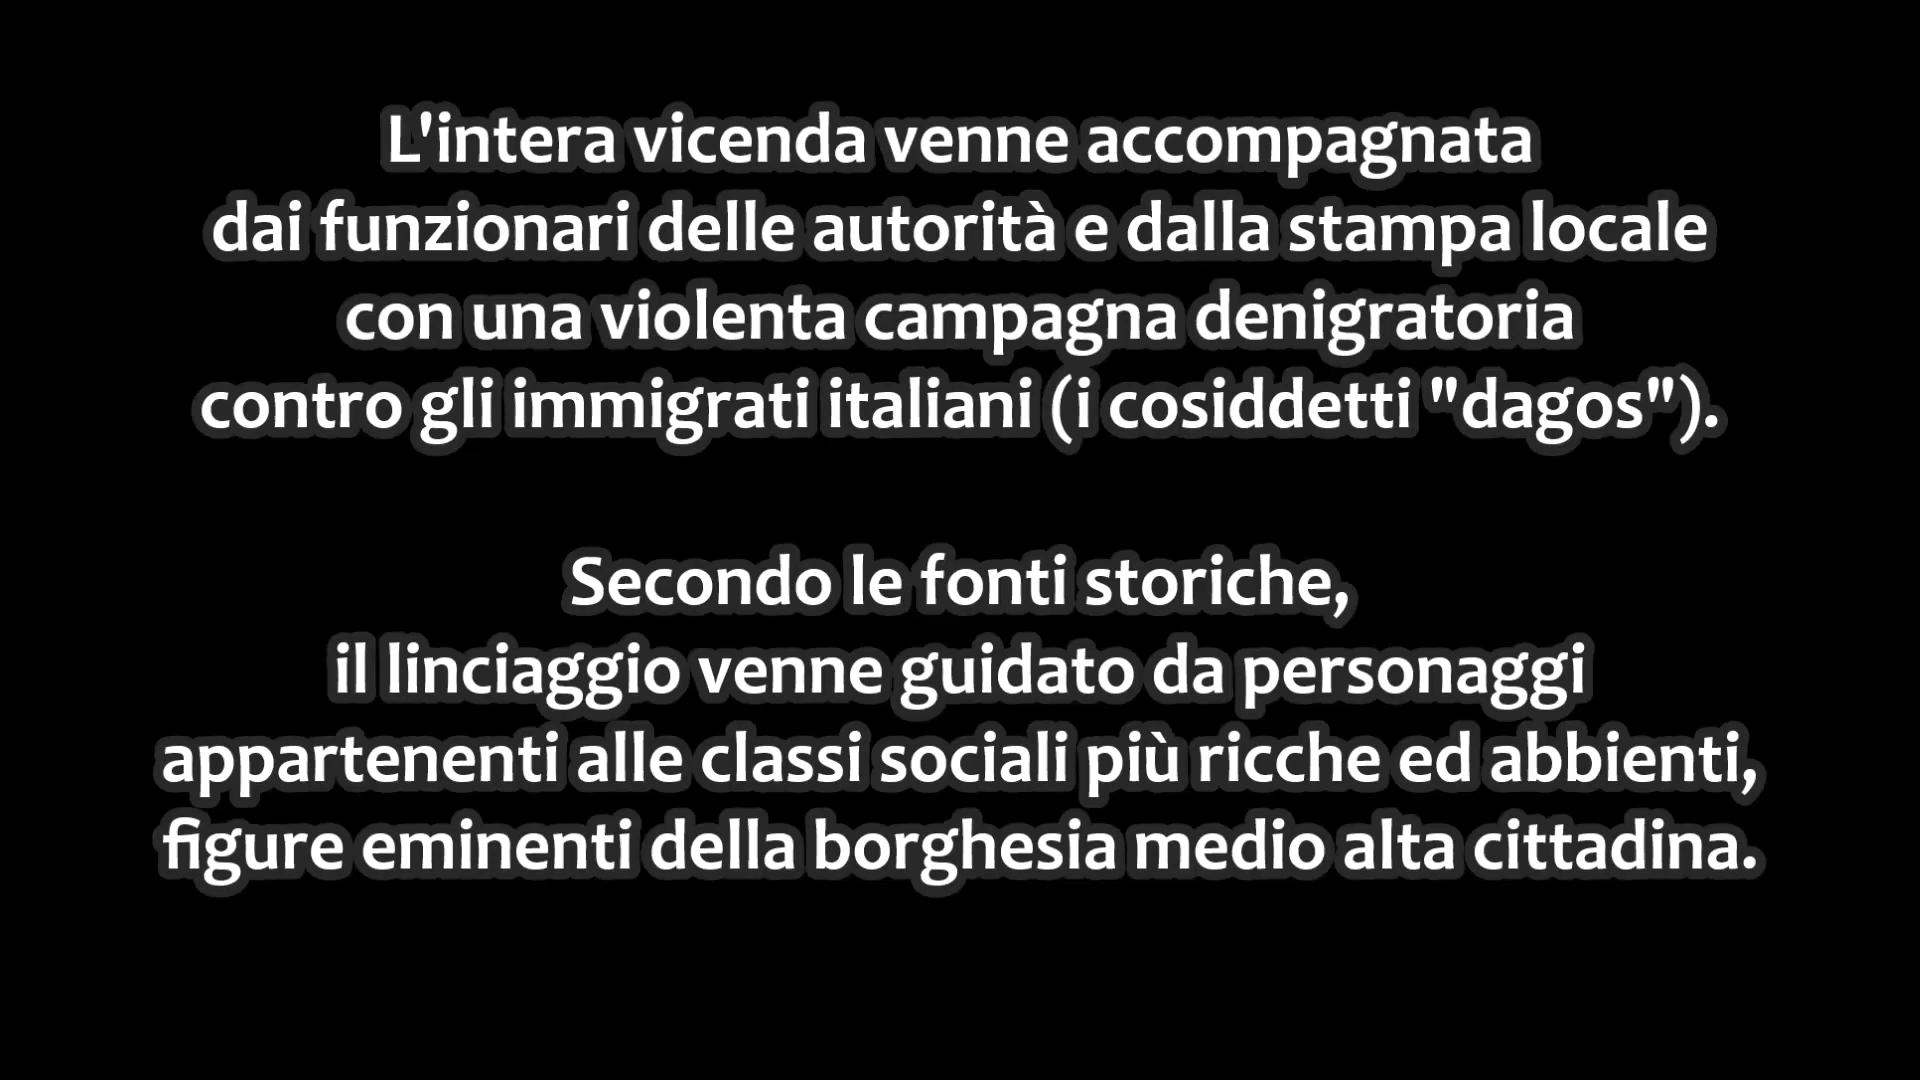 L'intera vicenda venne accompagnata
dai funzionari delle autorità e dalla stampa locale
con una violenta campagna denigratoria
contro gli immigrati italiani (i cosiddetti "dagos").
Secondo le fonti storiche,
il linciaggio venne guidato da personaggi
appartenenti alle classi sociali più ricche ed abbienti,
figure eminenti della borghesia medio alta cittadina.